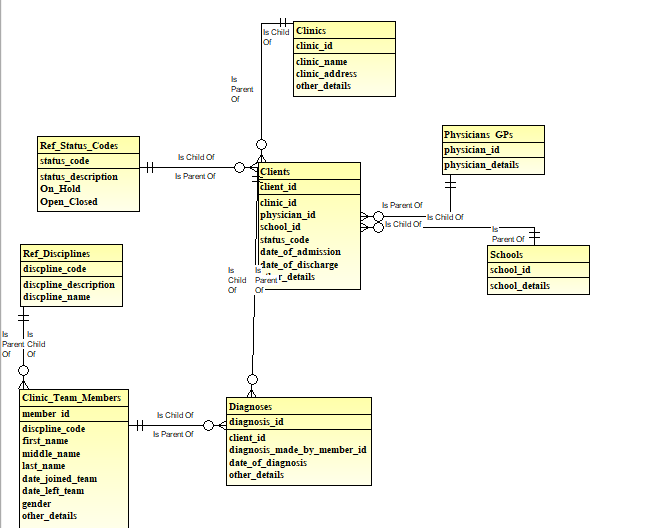 Clinics
clinic_id
clinic_name
clinic_address
other_details
Is Child
Of
Is
Parent
Of
Physicians_GPs
physician_id
physician_details
Ref_Status_Codes
status_code
status_description
On_Hold
Open_Closed
Is Child Of
Is Parent Of
Clients
client_id
clinic_id
physician_id
school_id
status_code
date_of_admission
date_of_discharge
r_details
Is Parent Of
Is Child Of
Is Child Of
Is
Parent Of
Schools
school_id
school_details
Ref_Disciplines
discpline_code
discpline_description
discpline_name
Is
Child
Of
Is
Parent
Of
Is
Parent
Of
Is
Child
Of
Clinic_Team_Members
member_id
discpline_code
first_name
middle_name
last_name
date_joined_team
date_left_team
gender
other_details
Is Child Of
Is Parent Of
Diagnoses
diagnosis_id
client_id
diagnosis_made_by_member_id
date_of_diagnosis
other_details